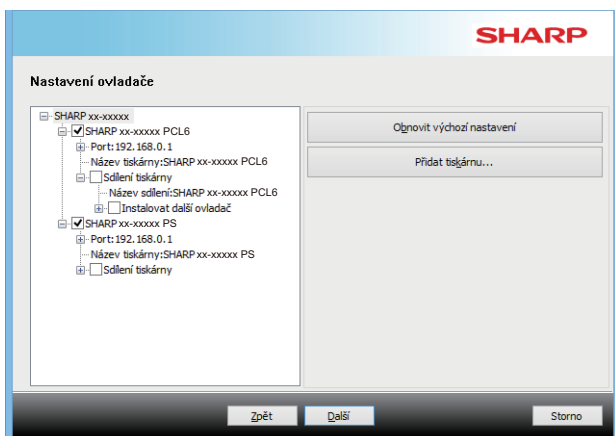 SHARP
Nastavení ovladače
SHARP xx-xxxxx
SHARP xx-xxxxx PCL6
Port:192.168.0.1
Název tiskárny:SHARP xx-xxxxx PCL6
Sdílení tiskárny
Název sdílení:SHARP xx-xxxxx PCL6
Instalovat další ovladač
SHARP xx-xxxxx PS
Port:192.168.0.1
Název tiskárny:SHARP xx-xxxxx PS
Sdílení tiskárny
Obnovit výchozí nastavení
Přidat tiskárnu...
Zpět
Další
Storno